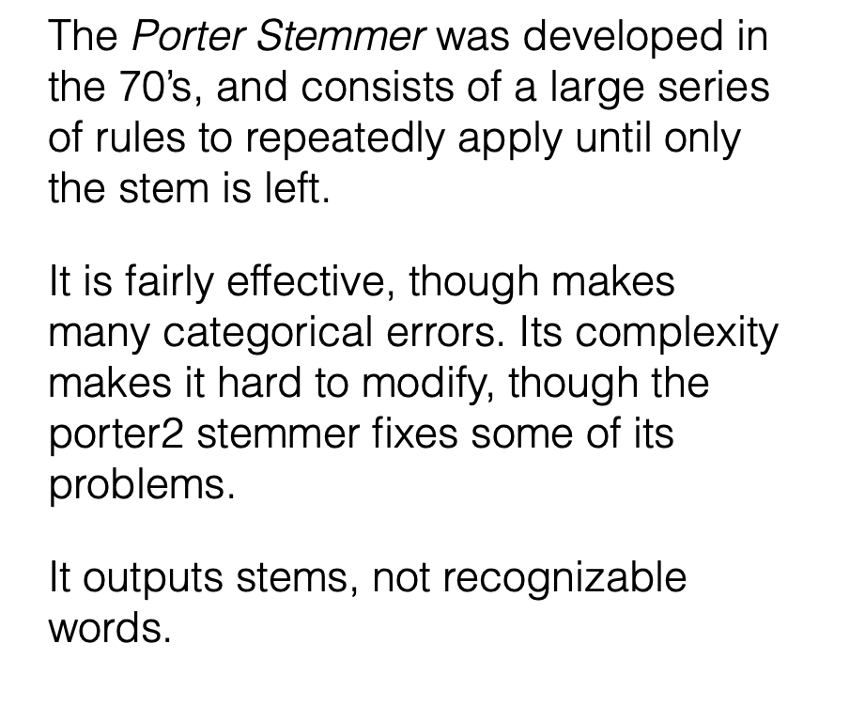 The Porter Stemmer was developed in
the 70's, and consists of a large series
of rules to repeatedly apply until only
the stem is left.
It is fairly effective, though makes
many categorical errors. Its complexity
makes it hard to modify, though the
porter2 stemmer fixes some of its
problems.
It outputs stems, not recognizable
words.